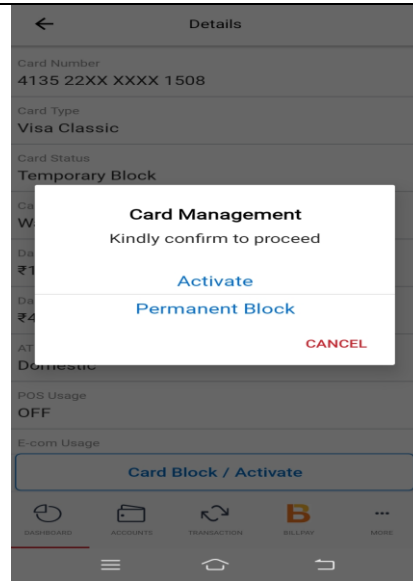 Details
Card Number
4135 22XX XXXX 1508
Card Type
Visa Classic
Card Status
Temporary Block
Card Management
Kindly confirm to proceed
Activate
Permanent Block
CANCEL
Domestic
POS Usage
OFF
E-com Usage
Card Block / Activate
DASHBOARD ACCOUNTS TRANSACTION BILLPAY MORE